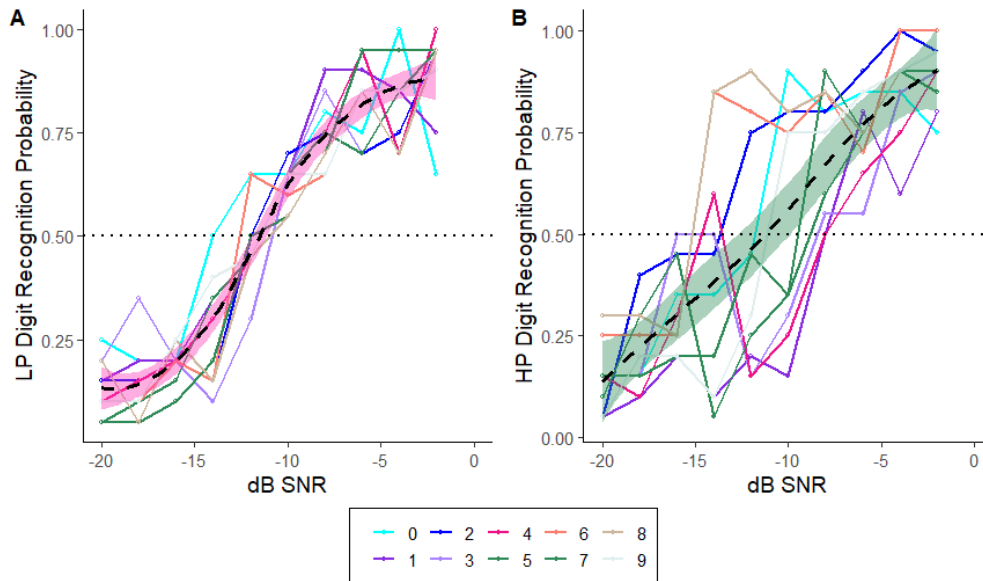 A
B
LP Digit Recognition Probability
1.00
0.75
0.50
0.25
-20 -15 -10 -5 0
dB SNR
HP Digit Recognition Probability
1.00
0.75
0.50
0.25
0.00
-20 -15 -10 -5 0
dB SNR
0 2 4 6 8
1 3 5 7 9